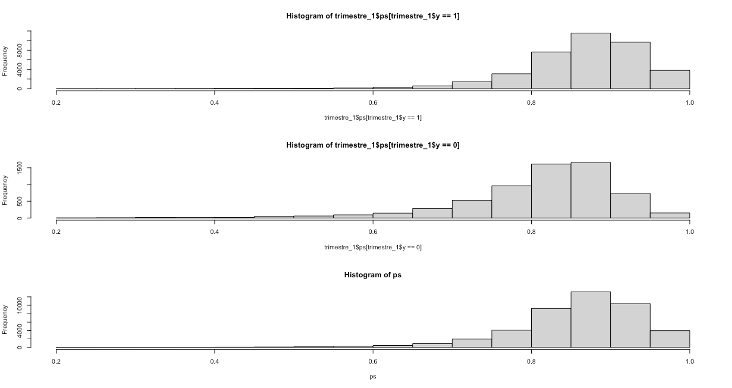 Histogram of trimestre_1$ps[trimestre_1$y == 1]
Frequency
0 4000 8000
0.2 0.4 0.6 0.8 1.0
trimestre_1$ps[trimestre_1$y == 1]
Histogram of trimestre_1$ps[trimestre_1$y == 0]
Frequency
0 500 1500
0.2 0.4 0.6 0.8 1.0
trimestre_1$ps[trimestre_1$y == 0]
Histogram of ps
Frequency
0 4000 10000
0.2 0.4 0.6 0.8 1.0
ps